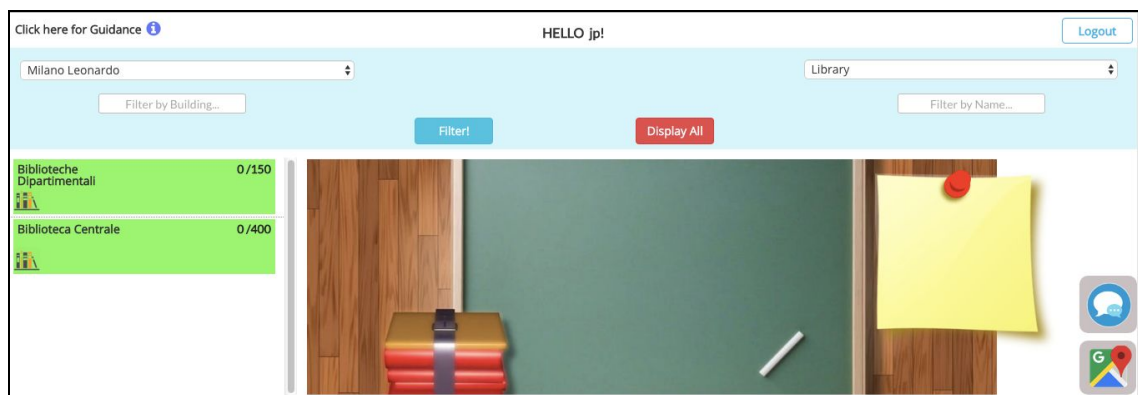 Click here for Guidance
HELLO jp!
Logout
Milano Leonardo
Library
Filter by Building...
Filter by Name...
Filter!
Display All
Biblioteche
Dipartimentali
0/150
Biblioteca Centrale
0/400
G